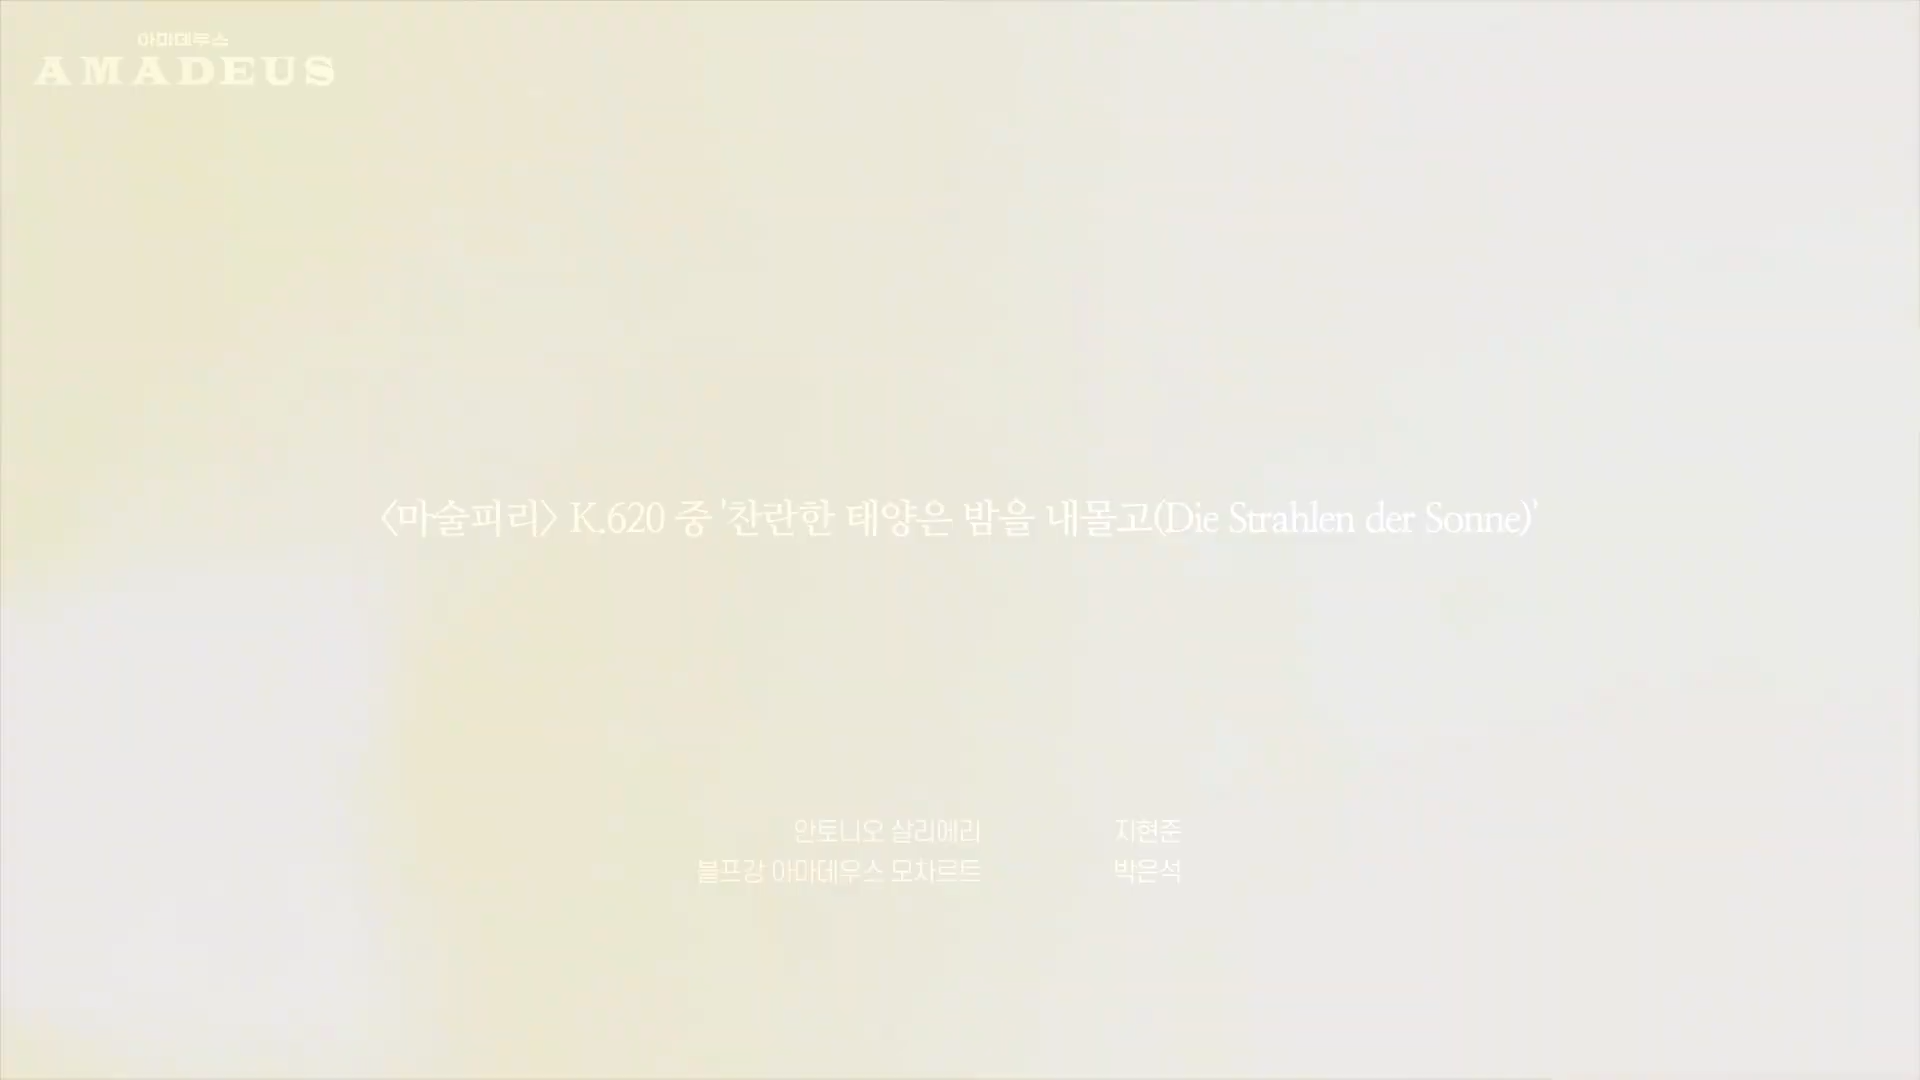 아마데우스
AMADEUS
<마술피리> K.620 중 '찬란한 태양은 밤을 내몰고(Die Strahlen der Sonne)'
안토니오 살리에리 지현준
볼프강 아마데우스 모차르트 박은석